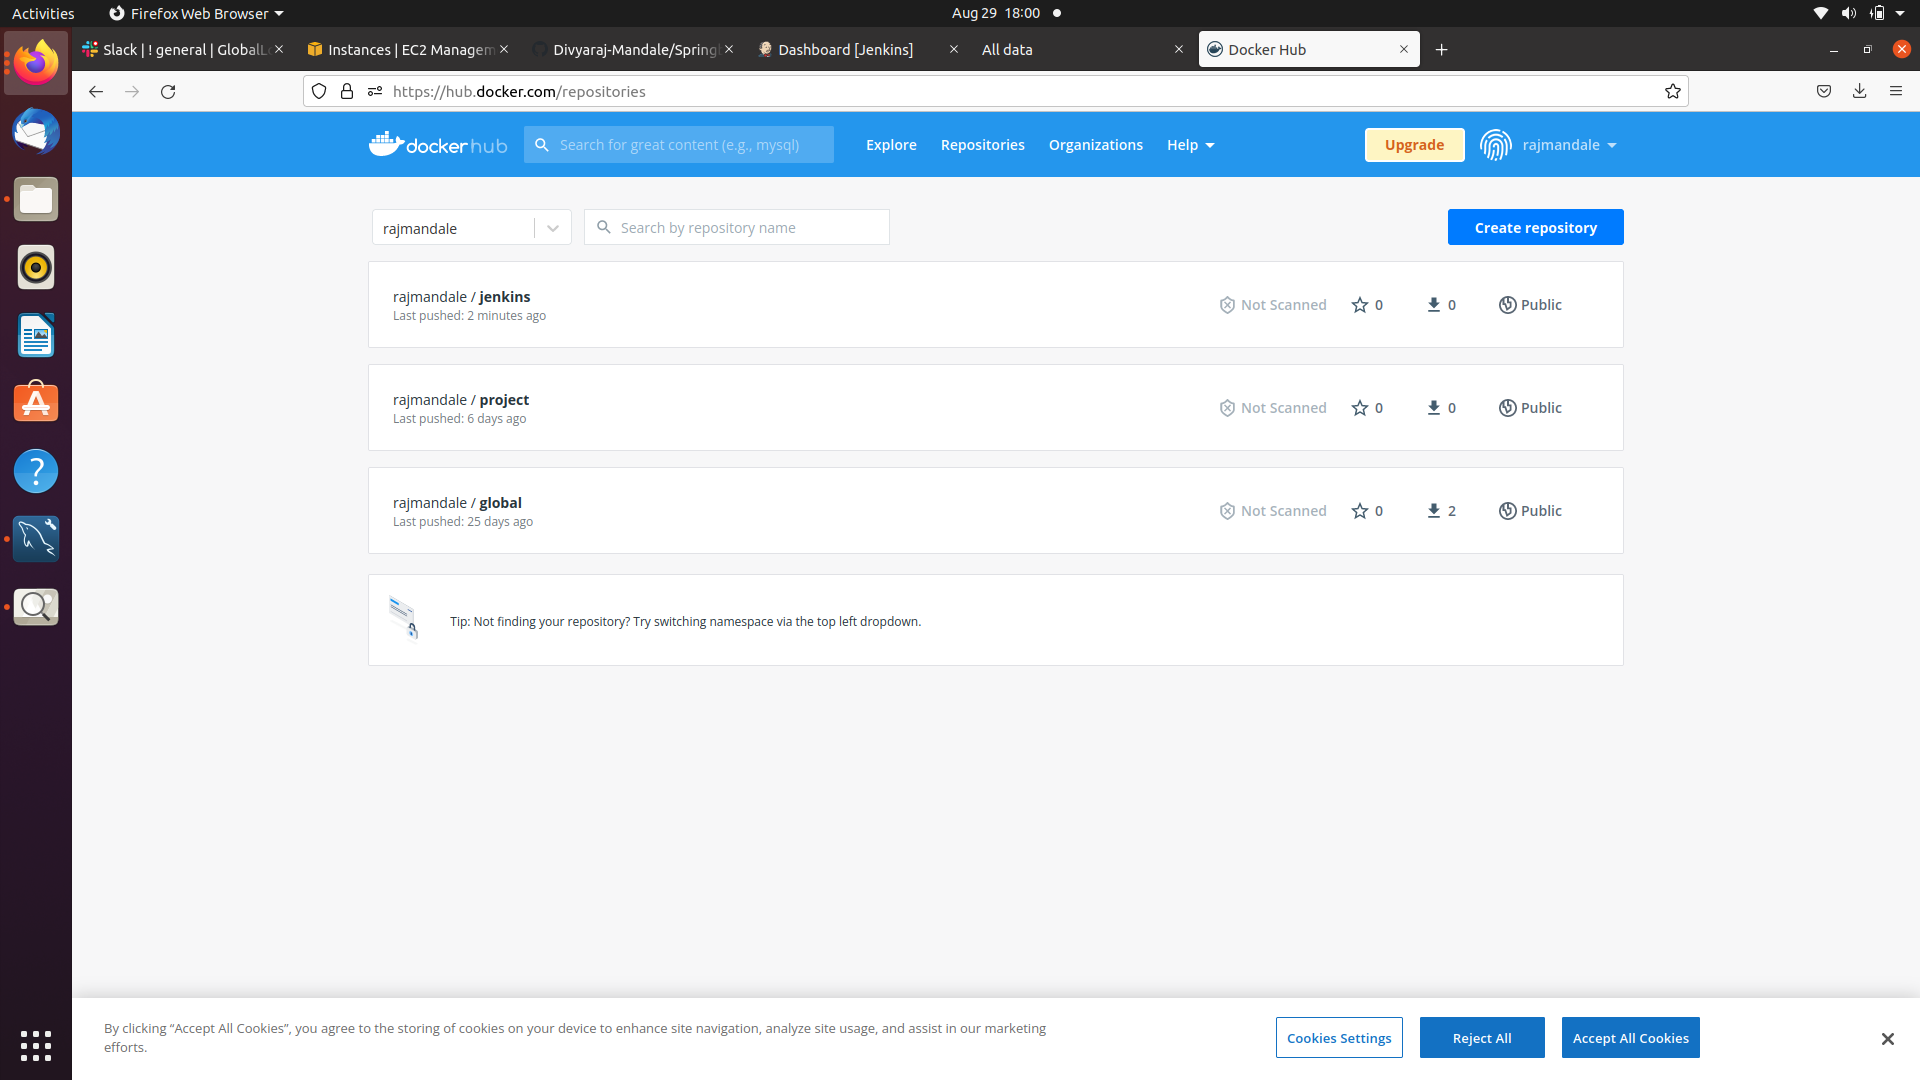 Activities Firefox Web Browser Aug 29 18:00
Slack | ! general | GlobalL Instances | EC2 Managem Divyaraj-Mandale/Spring Dashboard [Jenkins] All data Docker Hub
https://hub.docker.com/repositories
docker hub Search for great content (e.g., mysql) Explore Repositories Organizations Help Upgrade rajmandale
rajmandale Search by repository name Create repository
rajmandale / jenkins
Last pushed: 2 minutes ago
Not Scanned 0 0 Public
rajmandale / project
Last pushed: 6 days ago
Not Scanned 0 0 Public
rajmandale / global
Last pushed: 25 days ago
Not Scanned 0 2 Public
Tip: Not finding your repository? Try switching namespace via the top left dropdown.
By clicking “Accept All Cookies”, you agree to the storing of cookies on your device to enhance site navigation, analyze site usage, and assist in our marketing
efforts.
Cookies Settings Reject All Accept All Cookies